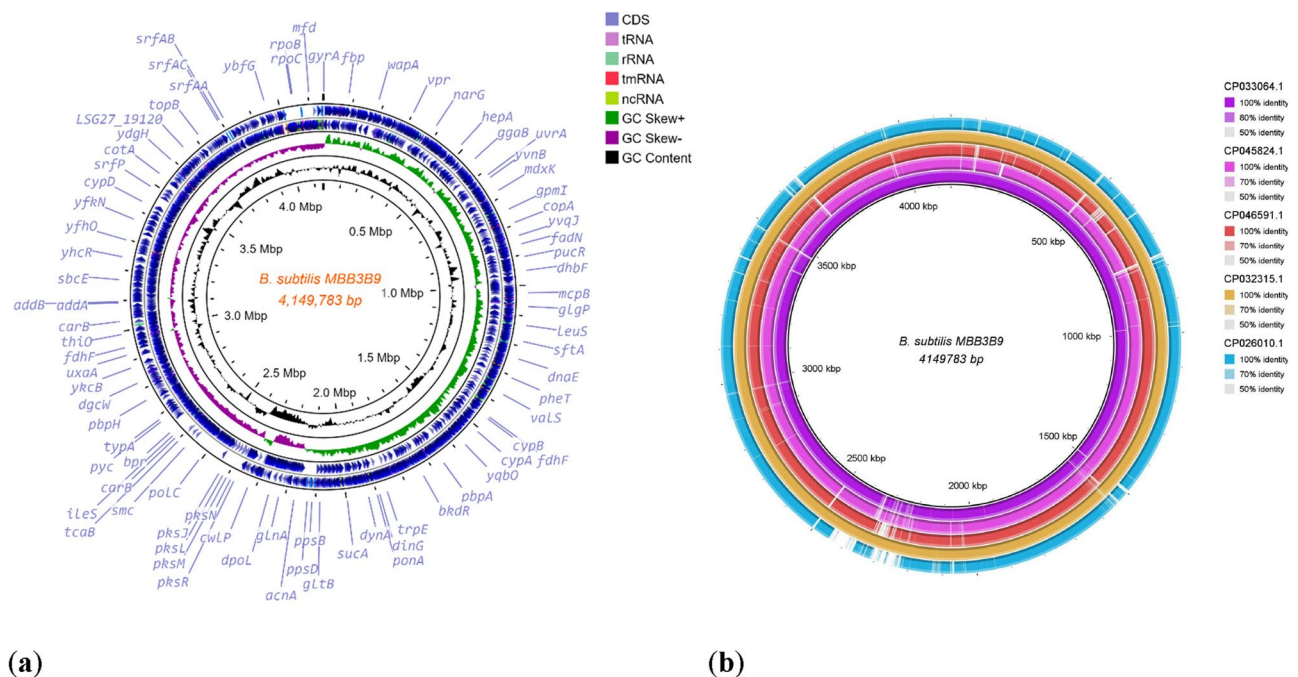 mfd
srfAB
rpoB
rpoC
gyrA
fbp
srfAC
ybfG
wapA
srfAA
vpr
topB
narG
LSG27_19120
hepA
ydgH
ggaB
uvrA
cotA
yvnB
srfP
mdxK
cypD
gpmI
yfkN
copA
yfhO
yvqJ
fadN
yhcR
pucR
sbcE
dhbF
addB
addA
mcpB
carB
glgP
thiO
leuS
fdhF
sftA
uxaA
dnaE
ykcB
pheT
dgcW
valS
pbpH
cypB
typA
cypA
fdhF
pyc
bpr
yqbO
carB
polC
pbpA
ileS
smc
bkdR
tcaB
pksN
pksJ
pksL
pksM
pksR
cwlP
dpoL
glnA
acnA
ppsB
ppsD
gltB
sucA
dynA
trpE
dinG
ponA
4.0 Mbp
0.5 Mbp
3.5 Mbp
B. subtilis MBB3B9
4,149,783 bp
1.0 Mbp
3.0 Mbp
1.5 Mbp
2.5 Mbp
2.0 Mbp
CDS
tRNA
rRNA
tmRNA
ncRNA
GC Skew+
GC Skew-
GC Content
4000 kbp
500 kbp
3500 kbp
1000 kbp
B. subtilis MBB3B9
4149783 bp
3000 kbp
1500 kbp
2500 kbp
2000 kbp
CP033064.1
100% identity
80% identity
50% identity
CP045824.1
100% identity
70% identity
50% identity
CP046591.1
100% identity
70% identity
50% identity
CP032315.1
100% identity
70% identity
50% identity
CP026010.1
100% identity
70% identity
50% identity
(a)
(b)